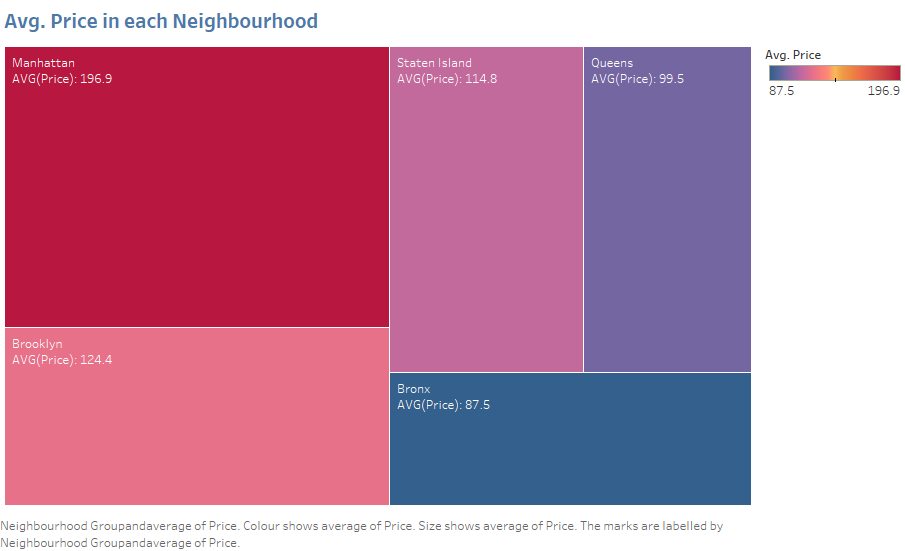 Avg. Price in each Neighbourhood
Manhattan
AVG(Price): 196.9
Staten Island
AVG(Price): 114.8
Queens
AVG(Price): 99.5
Avg. Price
87.5 196.9
Brooklyn
AVG(Price): 124.4
Bronx
AVG(Price): 87.5
Neighbourhood Groupandaverage of Price. Colour shows average of Price. Size shows average of Price. The marks are labelled by
Neighbourhood Groupandaverage of Price.